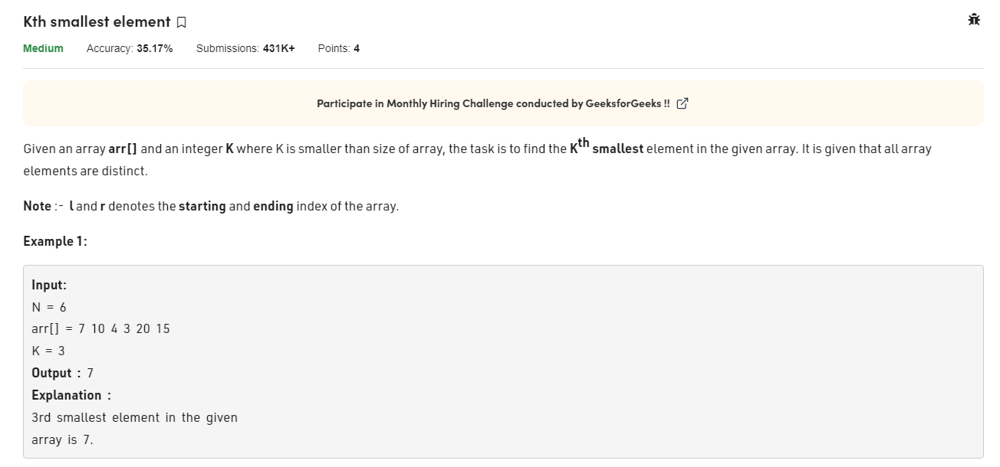 Kth smallest element
Medium Accuracy: 35.17% Submissions: 431K+ Points: 4
Participate in Monthly Hiring Challenge conducted by GeeksforGeeks !!
Given an array arr[] and an integer K where K is smaller than size of array, the task is to find the Kth smallest element in the given array. It is given that all array
elements are distinct.
Note :- l and r denotes the starting and ending index of the array.
Example 1:
Input:
N = 6
arr[] = 7 10 4 3 20 15
K = 3
Output : 7
Explanation :
3rd smallest element in the given
array is 7.